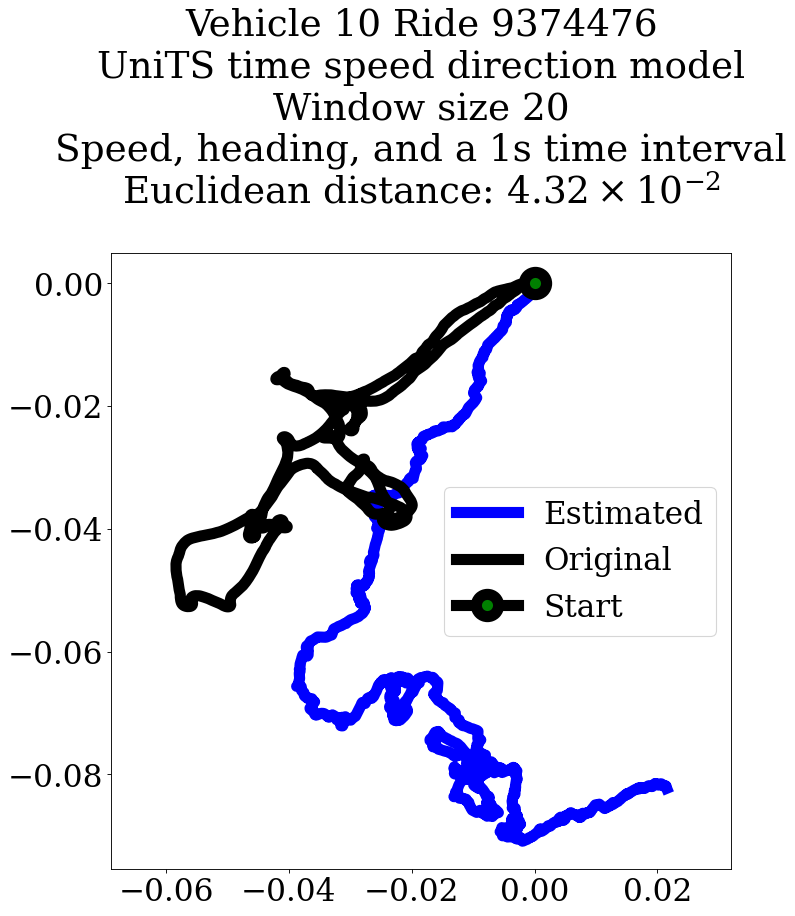 Vehicle 10 Ride 9374476
UniTS time speed direction model
Window size 20
Speed, heading, and a 1s time interval
Euclidean distance: 4.32 × 10⁻²
0.00
−0.02
−0.04
−0.06
−0.08
Estimated
Original
Start
−0.06 −0.04 −0.02 0.00 0.02